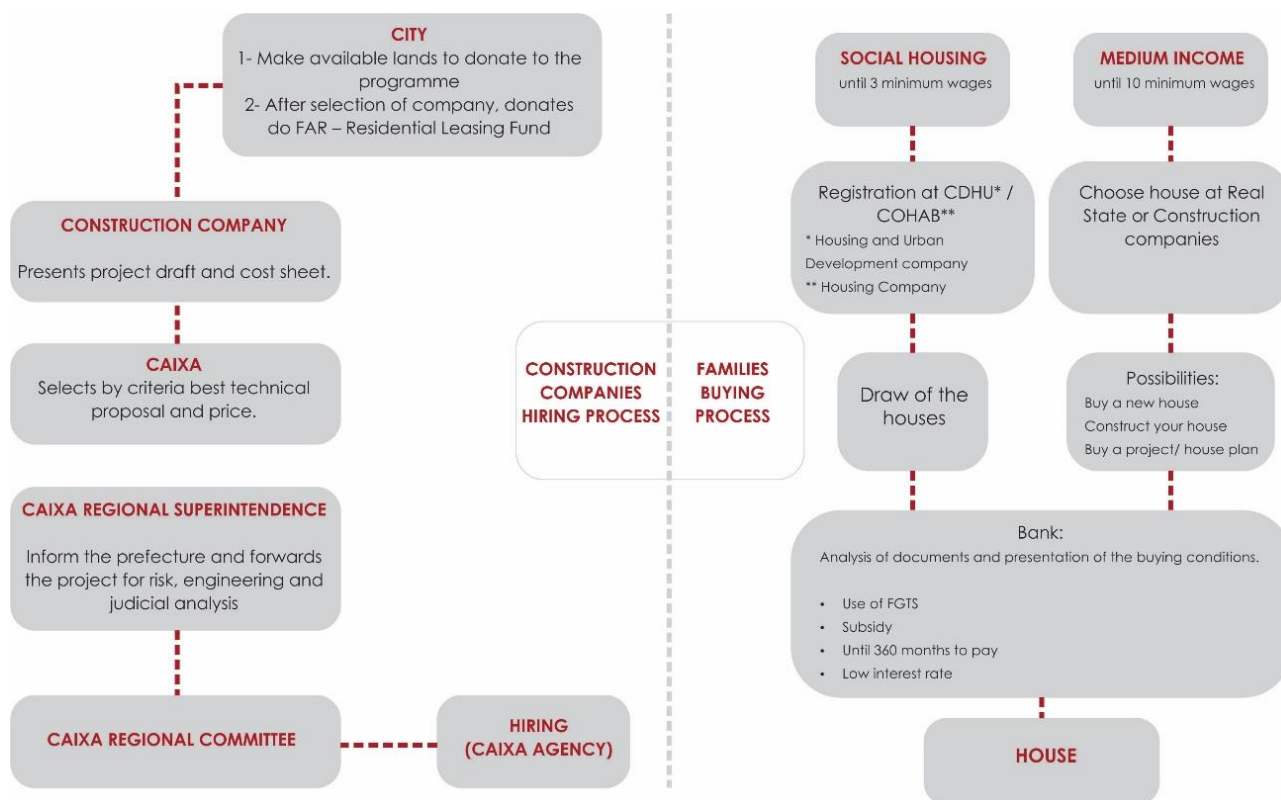 CITY
1- Make available lands to donate to the
programme
2- After selection of company, donates
do FAR – Residential Leasing Fund
CONSTRUCTION COMPANY
Presents project draft and cost sheet.
CAIXA
Selects by criteria best technical
proposal and price.
CAIXA REGIONAL SUPERINTENDENCE
Inform the prefecture and forwards
the project for risk, engineering and
judicial analysis
CAIXA REGIONAL COMMITTEE
HIRING
(CAIXA AGENCY)
CONSTRUCTION
COMPANIES
HIRING PROCESS
FAMILIES
BUYING
PROCESS
SOCIAL HOUSING
until 3 minimum wages
Registration at CDHU* /
COHAB**
* Housing and Urban
Development company
** Housing Company
Draw of the
houses
MEDIUM INCOME
until 10 minimum wages
Choose house at Real
State or Construction
companies
Possibilities:
Buy a new house
Construct your house
Buy a project/ house plan
Bank:
Analysis of documents and presentation of the buying conditions.
• Use of FGTS
• Subsidy
• Until 360 months to pay
• Low interest rate
HOUSE